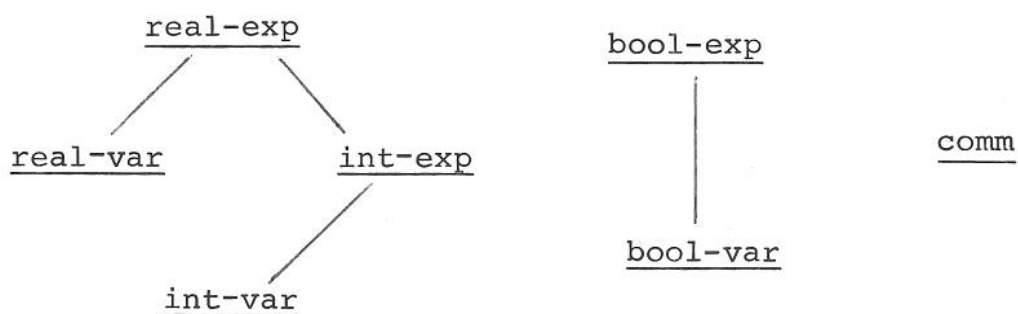 real-exp
bool-exp
real-var
int-exp
comm
bool-var
int-var